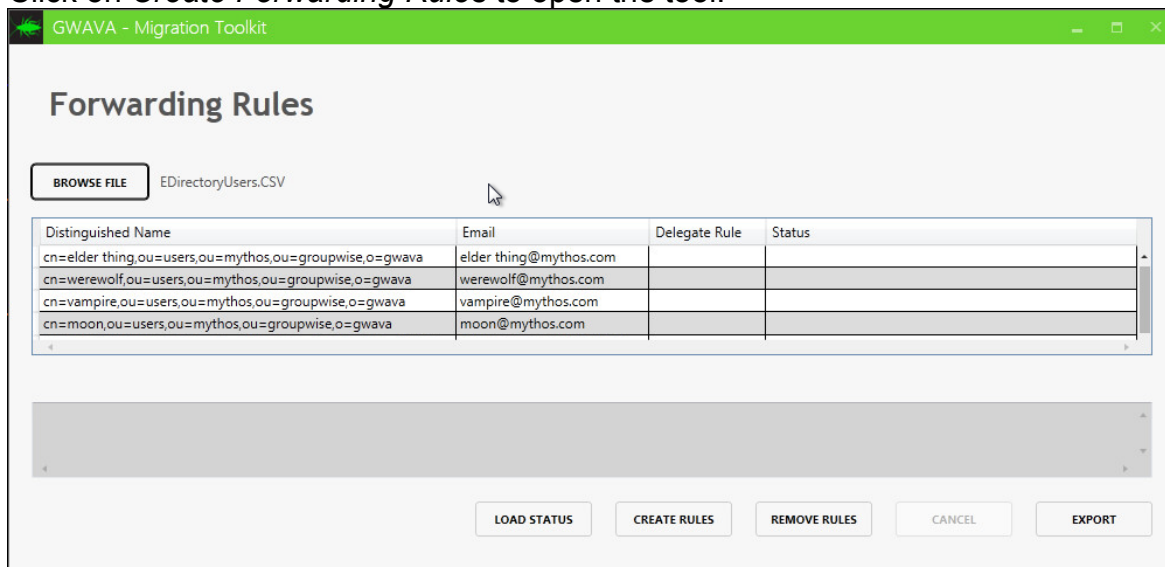 Click on Create Forwarding Rules to open the tool.
GWAVA - Migration Toolkit
Forwarding Rules
BROWSE FILE EDirectoryUsers.CSV
Distinguished Name Email Delegate Rule Status
cn=elder thing,ou=users,ou=mythos,ou=groupwise,o=gwava elder thing@mythos.com
cn=werewolf,ou=users,ou=mythos,ou=groupwise,o=gwava werewolf@mythos.com
cn=vampire,ou=users,ou=mythos,ou=groupwise,o=gwava vampire@mythos.com
cn=moon,ou=users,ou=mythos,ou=groupwise,o=gwava moon@mythos.com
LOAD STATUS CREATE RULES REMOVE RULES CANCEL EXPORT